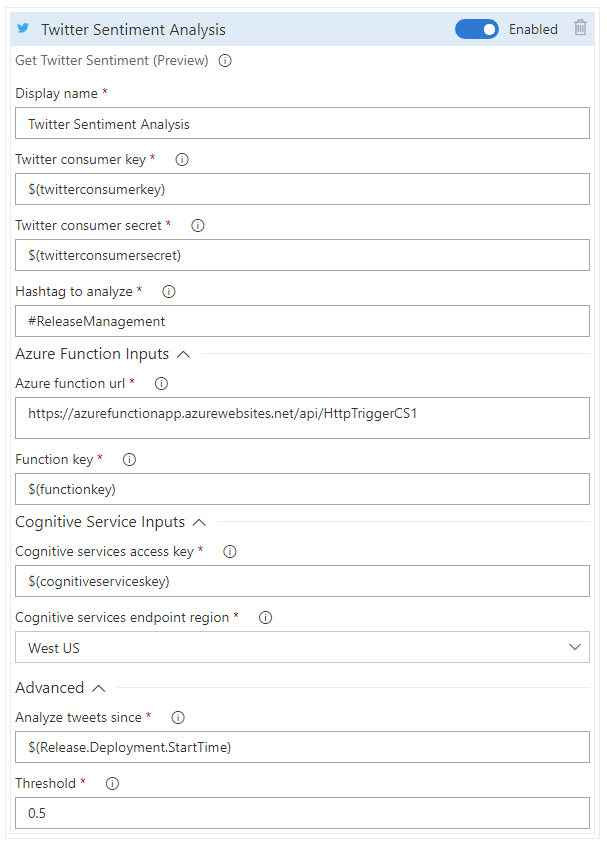 Twitter Sentiment Analysis Enabled
Get Twitter Sentiment (Preview)
Display name *
Twitter Sentiment Analysis
Twitter consumer key *
$(twitterconsumerkey)
Twitter consumer secret *
$(twitterconsumersecret)
Hashtag to analyze *
#ReleaseManagement
Azure Function Inputs
Azure function url *
https://azurefunctionapp.azurewebsites.net/api/HttpTriggerCS1
Function key *
$(functionkey)
Cognitive Service Inputs
Cognitive services access key *
$(cognitiveserviceskey)
Cognitive services endpoint region *
West US
Advanced
Analyze tweets since *
$(Release.Deployment.StartTime)
Threshold *
0.5